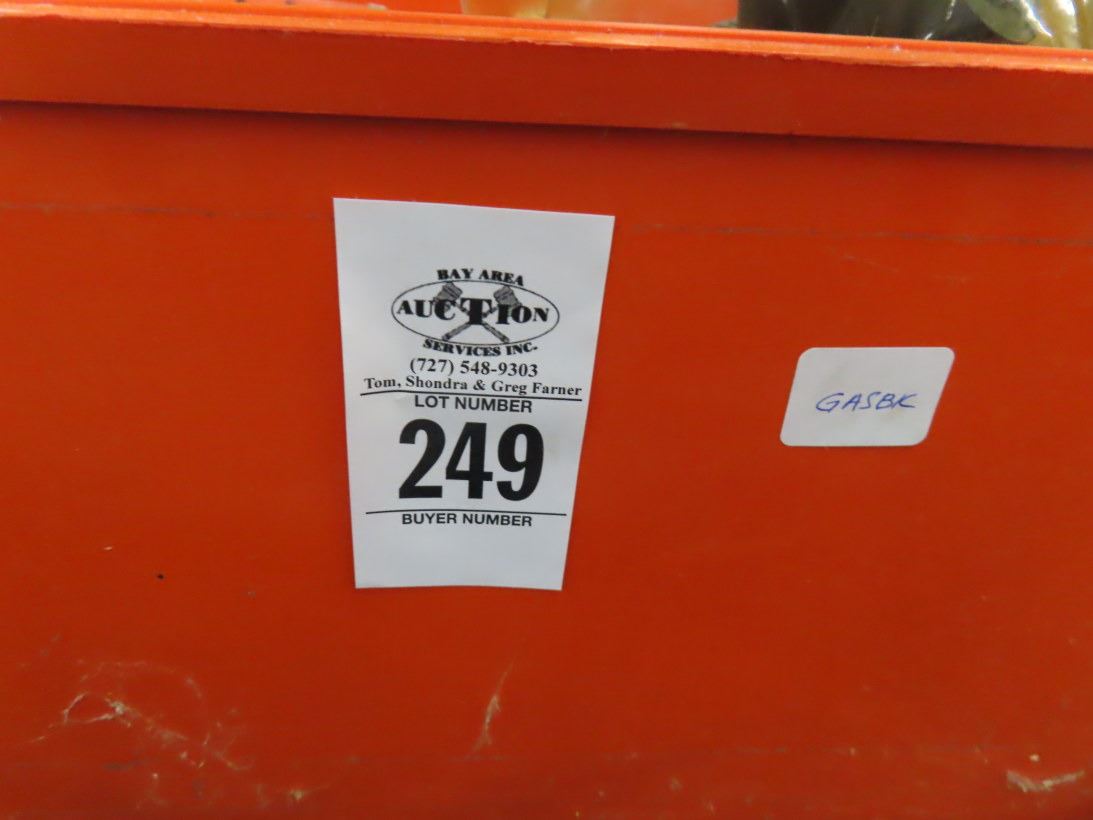 BAY AREA
AUCTION
SERVICES INC.
(727) 548-9303
Tom, Shondra & Greg Farner
LOT NUMBER
249
BUYER NUMBER
GASBK